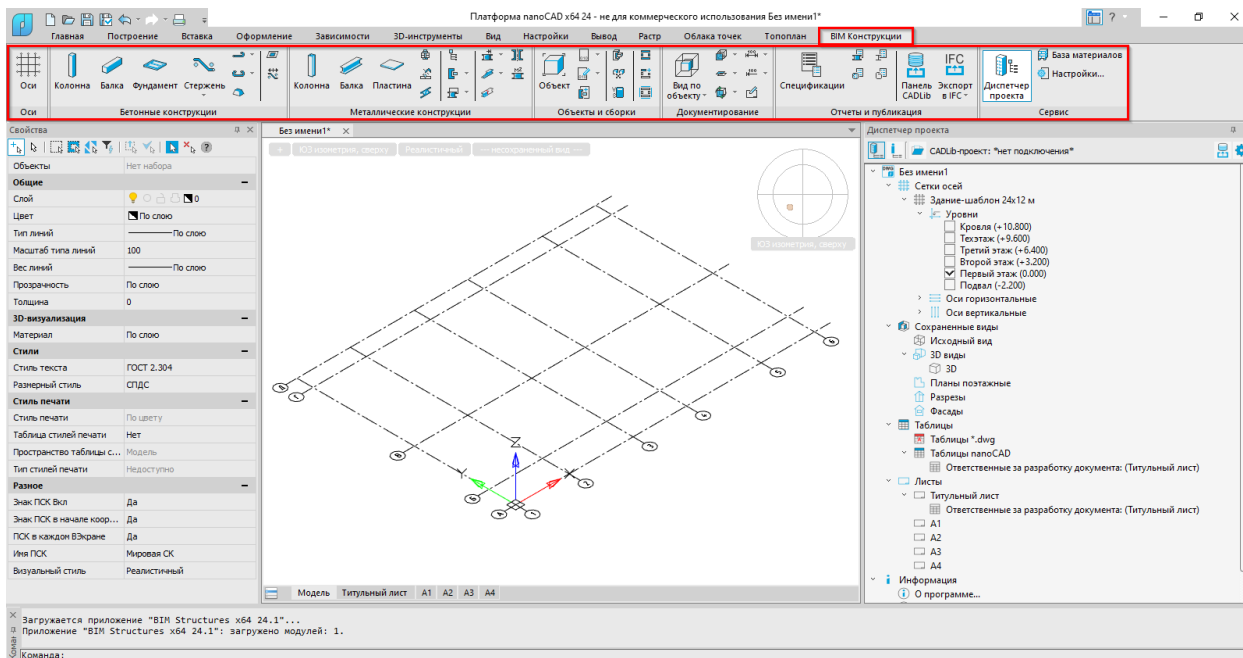 Платформа nanoCAD x64 24 - не для коммерческого использования Без имени1*
?
Главная Построение Вставка Оформление Зависимости 3D-инструменты Вид Настройки Вывод Растр Облака точек Топоплан BIM Конструкции
Оси Колонна Балка Фундамент Стержень Колонна Балка Пластина Объект Вид по объекту Спецификации Панель CADLib IFC Экспорт в IFC Диспетчер проекта База материалов
Настройки...
Оси Бетонные конструкции Металлические конструкции Объекты и сборки Документирование Отчеты и публикация Сервис
Свойства
Объекты Нет набора
Общие
Слой 0
Цвет По слою
Тип линий По слою
Масштаб типа линий 100
Вес линий По слою
Прозрачность По слою
Толщина 0
3D-визуализация
Материал По слою
Стили
Стиль текста ГОСТ 2.304
Размерный стиль СПДС
Стиль печати
Стиль печати По цвету
Таблица стилей печати Нет
Пространство таблицы с... Модель
Тип стилей печати Недоступно
Разное
Знак ПСК Вкл Да
Знак ПСК в начале коор... Да
ПСК в каждом ВЭкране Да
Имя ПСК Мировая СК
Визуальный стиль Реалистичный
Без имени1*
+ ЮЗ изометрия, сверху Реалистичный --- несохраненный вид ---
ЮЗ изометрия, сверху
6
5
Г
В
Z
Y
X
2
Б
А
1
Модель Титульный лист A1 A2 A3 A4
Диспетчер проекта
CADLib-проект: "нет подключения"
Без имени1
Сетки осей
Здание-шаблон 24x12 м
Уровни
Кровля (+10.800)
Техэтаж (+9.600)
Третий этаж (+6.400)
Второй этаж (+3.200)
Первый этаж (0.000)
Подвал (-2.200)
Оси горизонтальные
Оси вертикальные
Сохраненные виды
Исходный вид
3D виды
3D
Планы поэтажные
Разрезы
Фасады
Таблицы
Таблицы *.dwg
Таблицы nanoCAD
Ответственные за разработку документа: (Титульный лист)
Листы
Титульный лист
Ответственные за разработку документа: (Титульный лист)
A1
A2
A3
A4
Информация
О программе...
Загружается приложение "BIM Structures x64 24.1"...
Приложение "BIM Structures x64 24.1": загружено модулей: 1.
Команда: